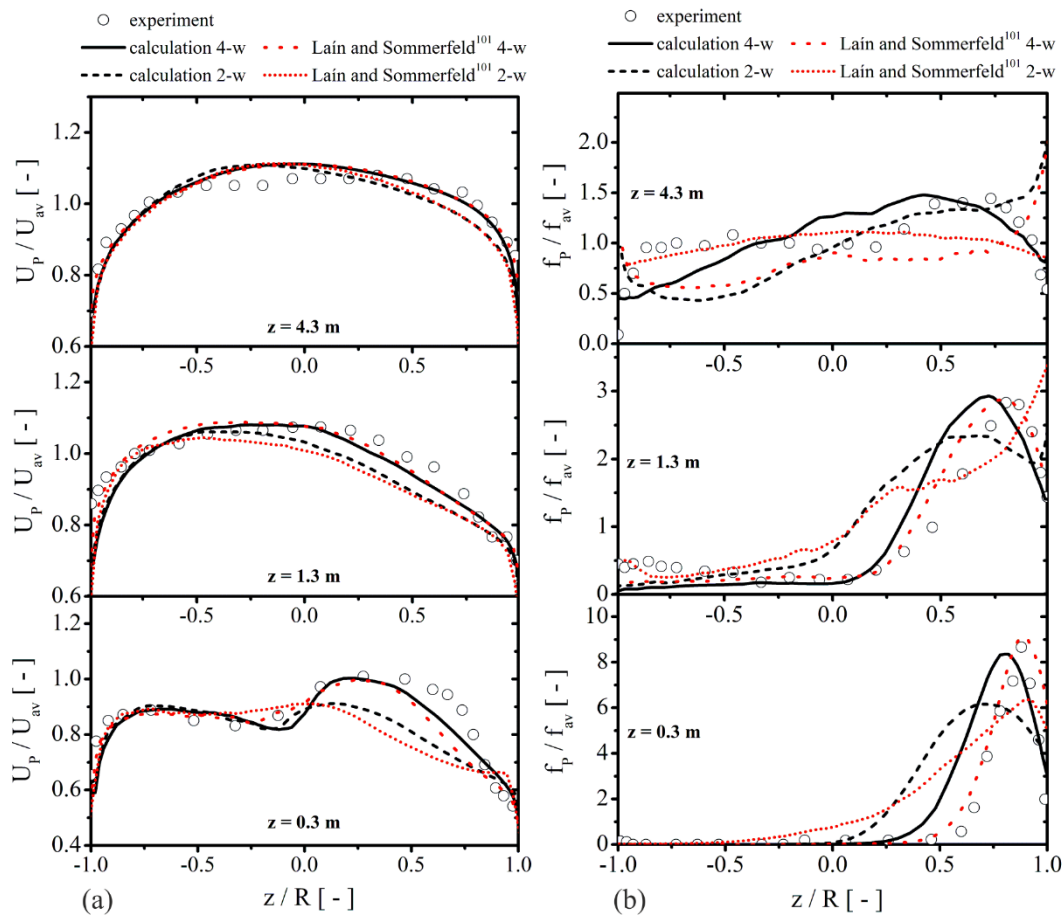 experiment
calculation 4-w
Laín and Sommerfeld101 4-w
calculation 2-w
Laín and Sommerfeld101 2-w
1.2
1.0
0.8
0.6
UP / Uav [ - ]
z = 4.3 m
-0.5
0.0
0.5
1.2
1.0
0.8
0.6
UP / Uav [ - ]
z = 1.3 m
-0.5
0.0
0.5
1.2
1.0
0.8
0.6
0.4
UP / Uav [ - ]
z = 0.3 m
-1.0
-0.5
0.0
0.5
1.0
(a)
z / R [ - ]
experiment
calculation 4-w
Laín and Sommerfeld101 4-w
calculation 2-w
Laín and Sommerfeld101 2-w
2.0
1.5
1.0
0.5
0.0
fP / fav [ - ]
z = 4.3 m
-0.5
0.0
0.5
3
2
1
0
fP / fav [ - ]
z = 1.3 m
-0.5
0.0
0.5
10
8
6
4
2
0
fP / fav [ - ]
z = 0.3 m
-1.0
-0.5
0.0
0.5
1.0
(b)
z / R [ - ]